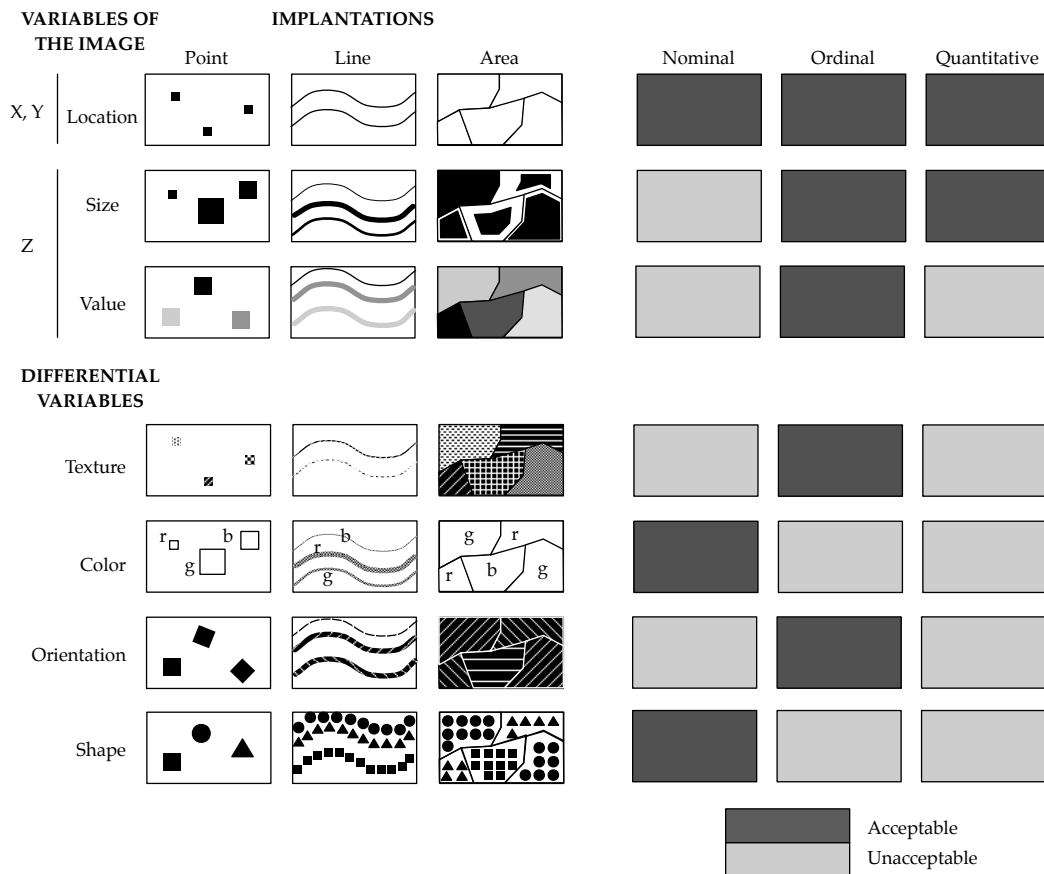 VARIABLES OF
THE IMAGE
IMPLANTATIONS
Point Line Area Nominal Ordinal Quantitative
X, Y Location
Size
Z
Value
DIFFERENTIAL
VARIABLES
Texture
Color r b g r b g g r r b g
Orientation
Shape
Acceptable
Unacceptable